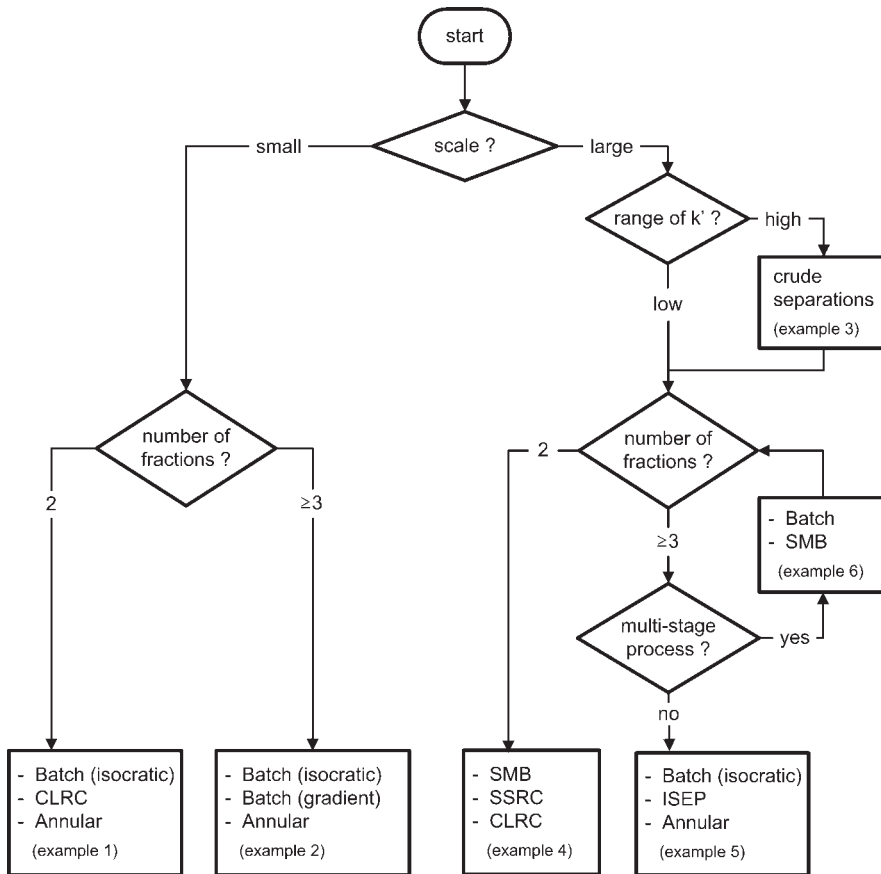 start
scale ?
small
large
range of k' ?
high
crude
separations
(example 3)
low
number of
fractions ?
2
≥3
number of
fractions ?
2
≥3
- Batch
- SMB
(example 6)
multi-stage
process ?
yes
no
- Batch (isocratic)
- CLRC
- Annular
(example 1)
- Batch (isocratic)
- Batch (gradient)
- Annular
(example 2)
- SMB
- SSRC
- CLRC
(example 4)
- Batch (isocratic)
- ISEP
- Annular
(example 5)